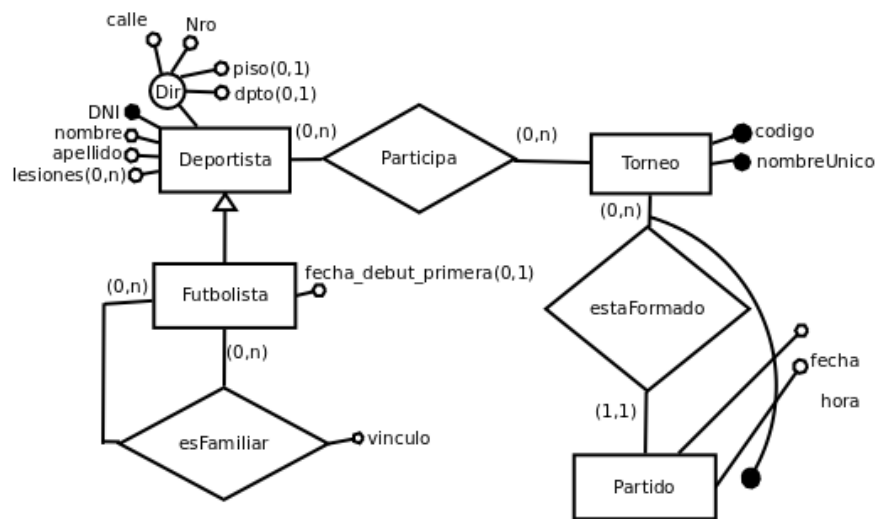 calle
Nro
piso(0,1)
Dir
dpto(0,1)
DNI
nombre
apellido
lesiones(0,n)
Deportista
(0,n)
Participa
(0,n)
Torneo
codigo
nombreUnico
(0,n)
(0,n)
Futbolista
fecha_debut_primera(0,1)
estaFormado
(0,n)
fecha
hora
(1,1)
esFamiliar
vinculo
Partido